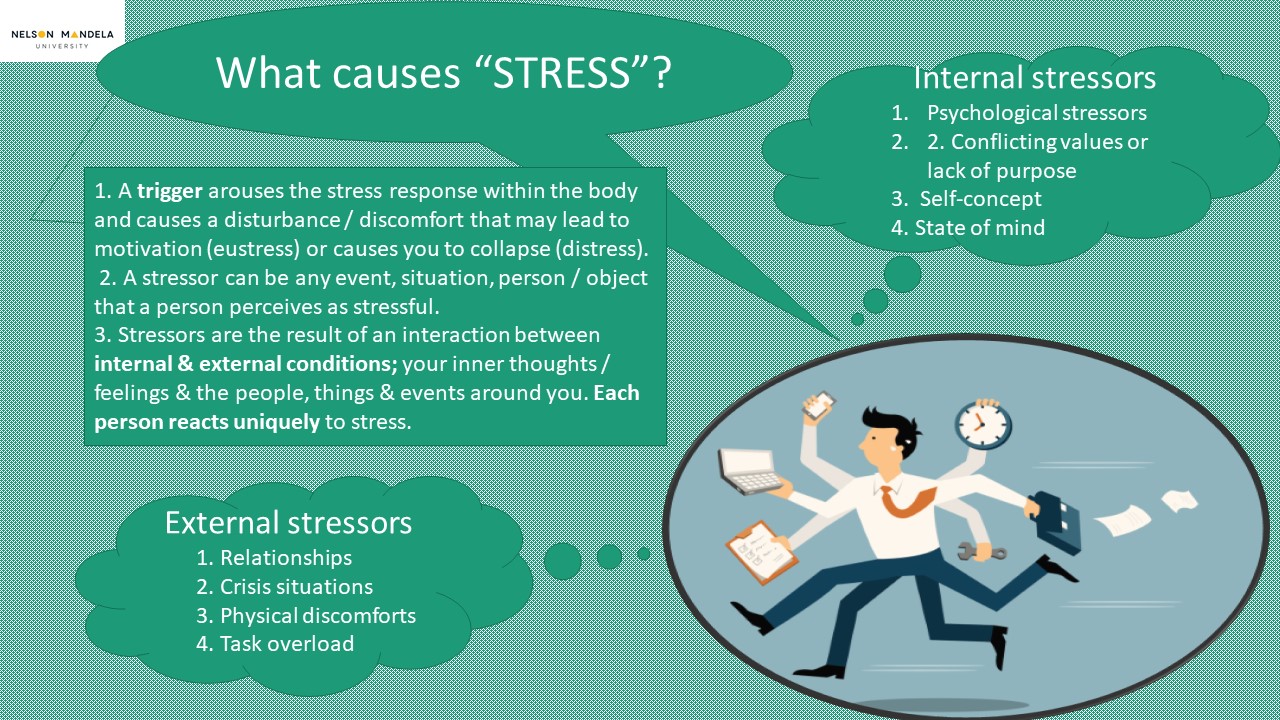 NELSON MANDELA
UNIVERSITY
What causes “STRESS”?
Internal stressors
1. Psychological stressors
2. 2. Conflicting values or
lack of purpose
3. Self-concept
4. State of mind
1. A trigger arouses the stress response within the body
and causes a disturbance / discomfort that may lead to
motivation (eustress) or causes you to collapse (distress).
2. A stressor can be any event, situation, person / object
that a person perceives as stressful.
3. Stressors are the result of an interaction between
internal & external conditions; your inner thoughts /
feelings & the people, things & events around you. Each
person reacts uniquely to stress.
External stressors
1. Relationships
2. Crisis situations
3. Physical discomforts
4. Task overload